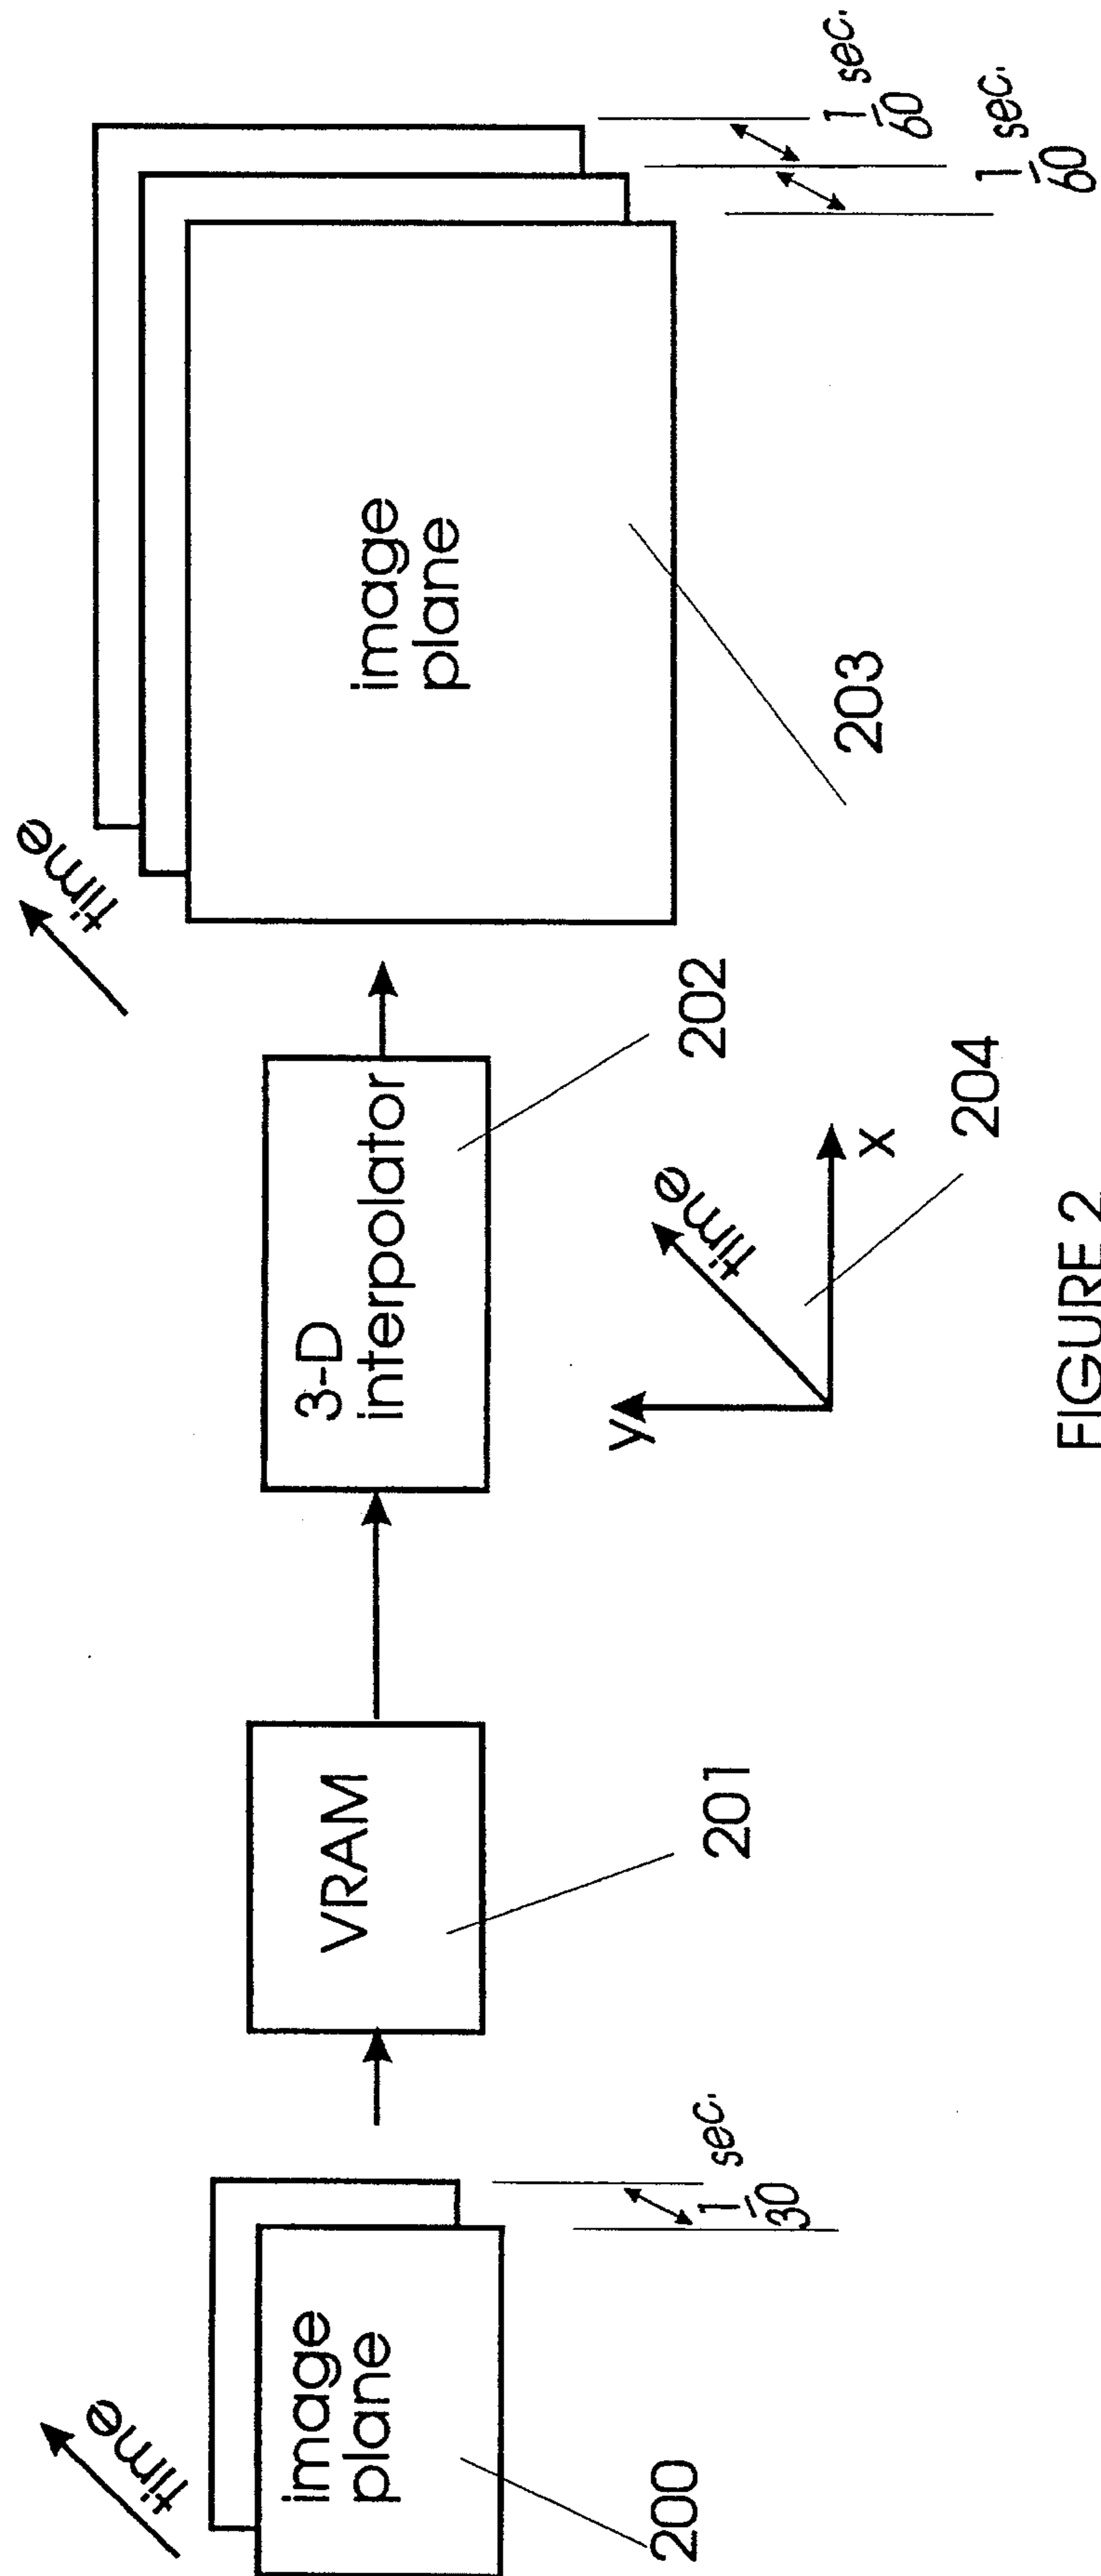 time
image
plane
200
1
30
sec.
VRAM
201
3-D
interpolator
202
y
time
x
204
time
image
plane
203
1
60
sec.
1
60
sec.
FIGURE 2